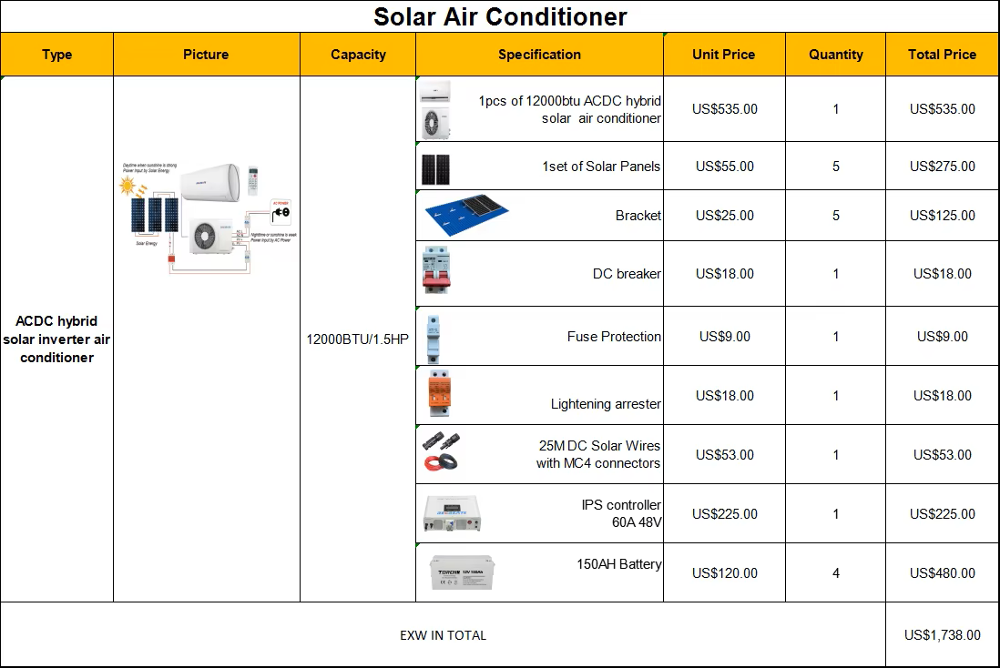 Solar Air Conditioner
Type
Picture
Capacity
Specification
Unit Price
Quantity
Total Price
ACDC hybrid
solar inverter air
conditioner
Daytime when sunshine is strong
Power Input by Solar Energy
AC POWER
AC L
AC N
PV +
PV -
Nighttime or sunshine is week
Power Input by AC Power
Solar Energy
12000BTU/1.5HP
1pcs of 12000btu ACDC hybrid
solar air conditioner
US$535.00
1
US$535.00
1set of Solar Panels
US$55.00
5
US$275.00
Bracket
US$25.00
5
US$125.00
DC breaker
US$18.00
1
US$18.00
Fuse Protection
US$9.00
1
US$9.00
Lightening arrester
US$18.00
1
US$18.00
25M DC Solar Wires
with MC4 connectors
US$53.00
1
US$53.00
IPS controller
60A 48V
US$225.00
1
US$225.00
TORCHN 12V 150Ah
150AH Battery
US$120.00
4
US$480.00
EXW IN TOTAL
US$1,738.00